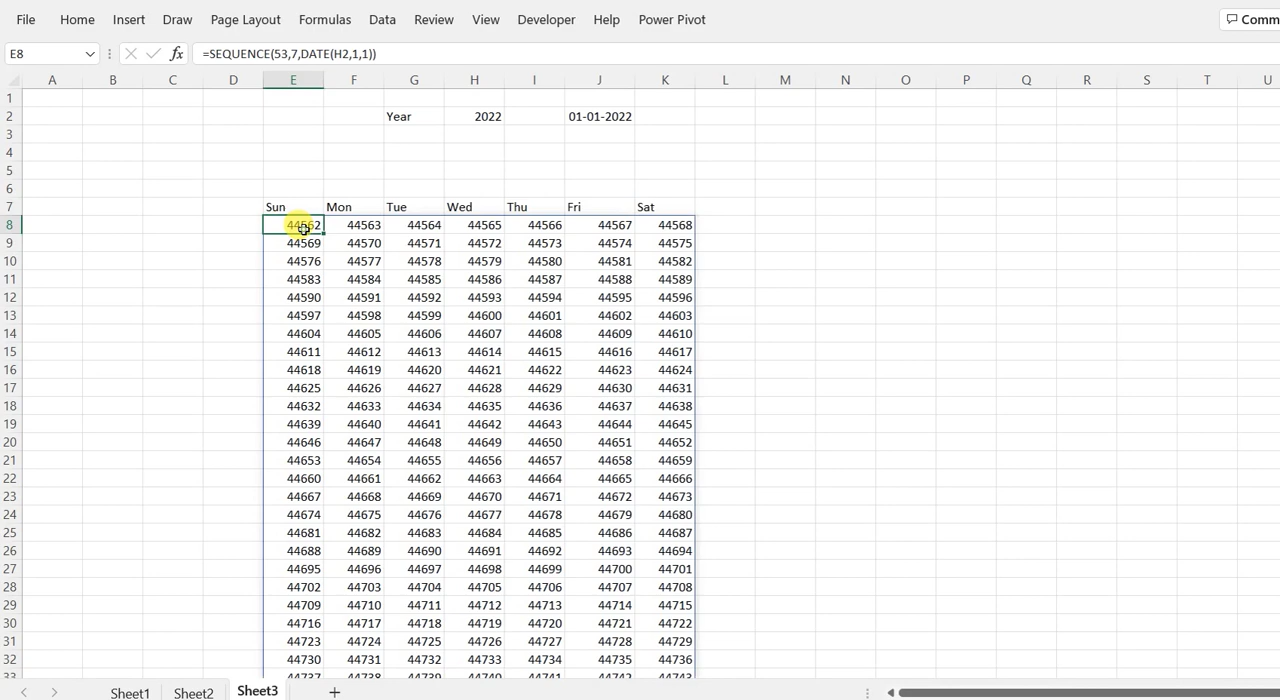 File Home Insert Draw Page Layout Formulas Data Review View Developer Help Power Pivot
E8 fx =SEQUENCE(53,7,DATE(H2,1,1))
A B C D E F G H I J K L M N O P Q R S T U
1
2 Year 2022 01-01-2022
3
4
5
6
7 Sun Mon Tue Wed Thu Fri Sat
8 44563 44564 44565 44566 44567 44568
9 44569 44570 44571 44572 44573 44574 44575
10 44576 44577 44578 44579 44580 44581 44582
11 44583 44584 44585 44586 44587 44588 44589
12 44590 44591 44592 44593 44594 44595 44596
13 44597 44598 44599 44600 44601 44602 44603
14 44604 44605 44606 44607 44608 44609 44610
15 44611 44612 44613 44614 44615 44616 44617
16 44618 44619 44620 44621 44622 44623 44624
17 44625 44626 44627 44628 44629 44630 44631
18 44632 44633 44634 44635 44636 44637 44638
19 44639 44640 44641 44642 44643 44644 44645
20 44646 44647 44648 44649 44650 44651 44652
21 44653 44654 44655 44656 44657 44658 44659
22 44660 44661 44662 44663 44664 44665 44666
23 44667 44668 44669 44670 44671 44672 44673
24 44674 44675 44676 44677 44678 44679 44680
25 44681 44682 44683 44684 44685 44686 44687
26 44688 44689 44690 44691 44692 44693 44694
27 44695 44696 44697 44698 44699 44700 44701
28 44702 44703 44704 44705 44706 44707 44708
29 44709 44710 44711 44712 44713 44714 44715
30 44716 44717 44718 44719 44720 44721 44722
31 44723 44724 44725 44726 44727 44728 44729
32 44730 44731 44732 44733 44734 44735 44736
Sheet1 Sheet2 Sheet3